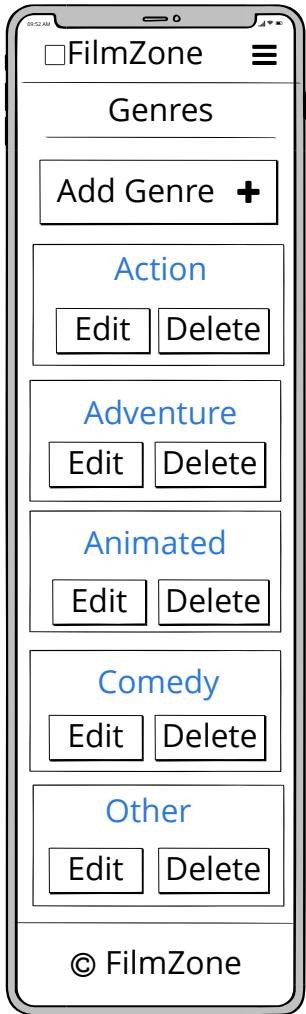 09:52 AM
FilmZone
Genres
Add Genre +
Action
Edit Delete
Adventure
Edit Delete
Animated
Edit Delete
Comedy
Edit Delete
Other
Edit Delete
© FilmZone